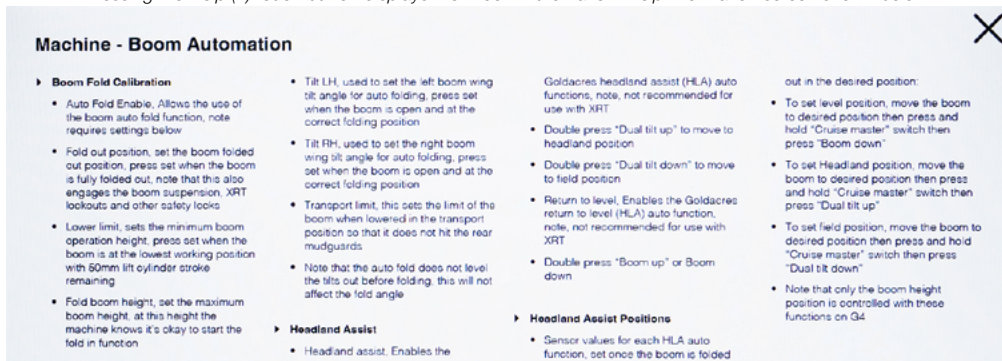 Machine - Boom Automation
Boom Fold Calibration
Auto Fold Enable, Allows the use of
the boom auto fold function, note
requires settings below
Fold out position, set the boom folded
out position, press set when the boom
is fully folded out, note that this also
engages the boom suspension, XRT
lockouts and other safety locks
Lower limit, sets the minimum boom
operation height, press set when the
boom is at the lowest working position
with 50mm lift cylinder stroke
remaining
Fold boom height, set the maximum
boom height, at this height the
machine knows it's okay to start the
fold in function
Tilt LH, used to set the left boom wing
tilt angle for auto folding, press set
when the boom is open and at the
correct folding position
Tilt RH, used to set the right boom
wing tilt angle for auto folding, press
set when the boom is open and at the
correct folding position
Transport limit, this sets the limit of the
boom when lowered in the transport
position so that it does not hit the rear
mudguards
Note that the auto fold does not level
the tilts out before folding, this will not
affect the fold angle
Headland Assist
Headland assist, Enables the
Goldacres headland assist (HLA) auto
functions, note, not recommended for
use with XRT
Double press "Dual tilt up" to move to
headland position
Double press "Dual tilt down" to move
to field position
Return to level, Enables the Goldacres
return to level (HLA) auto function,
note, not recommended for use with
XRT
Double press "Boom up" or Boom
down
Headland Assist Positions
Sensor values for each HLA auto
function, set once the boom is folded
out in the desired position:
To set level position, move the boom
to desired position then press and
hold "Cruise master" switch then
press "Boom down"
To set Headland position, move the
boom to desired position then press
and hold "Cruise master" switch then
press "Dual tilt up"
To set field position, move the boom to
desired position then press and hold
"Cruise master" switch then press
"Dual tilt down"
Note that only the boom height
position is controlled with these
functions on G4